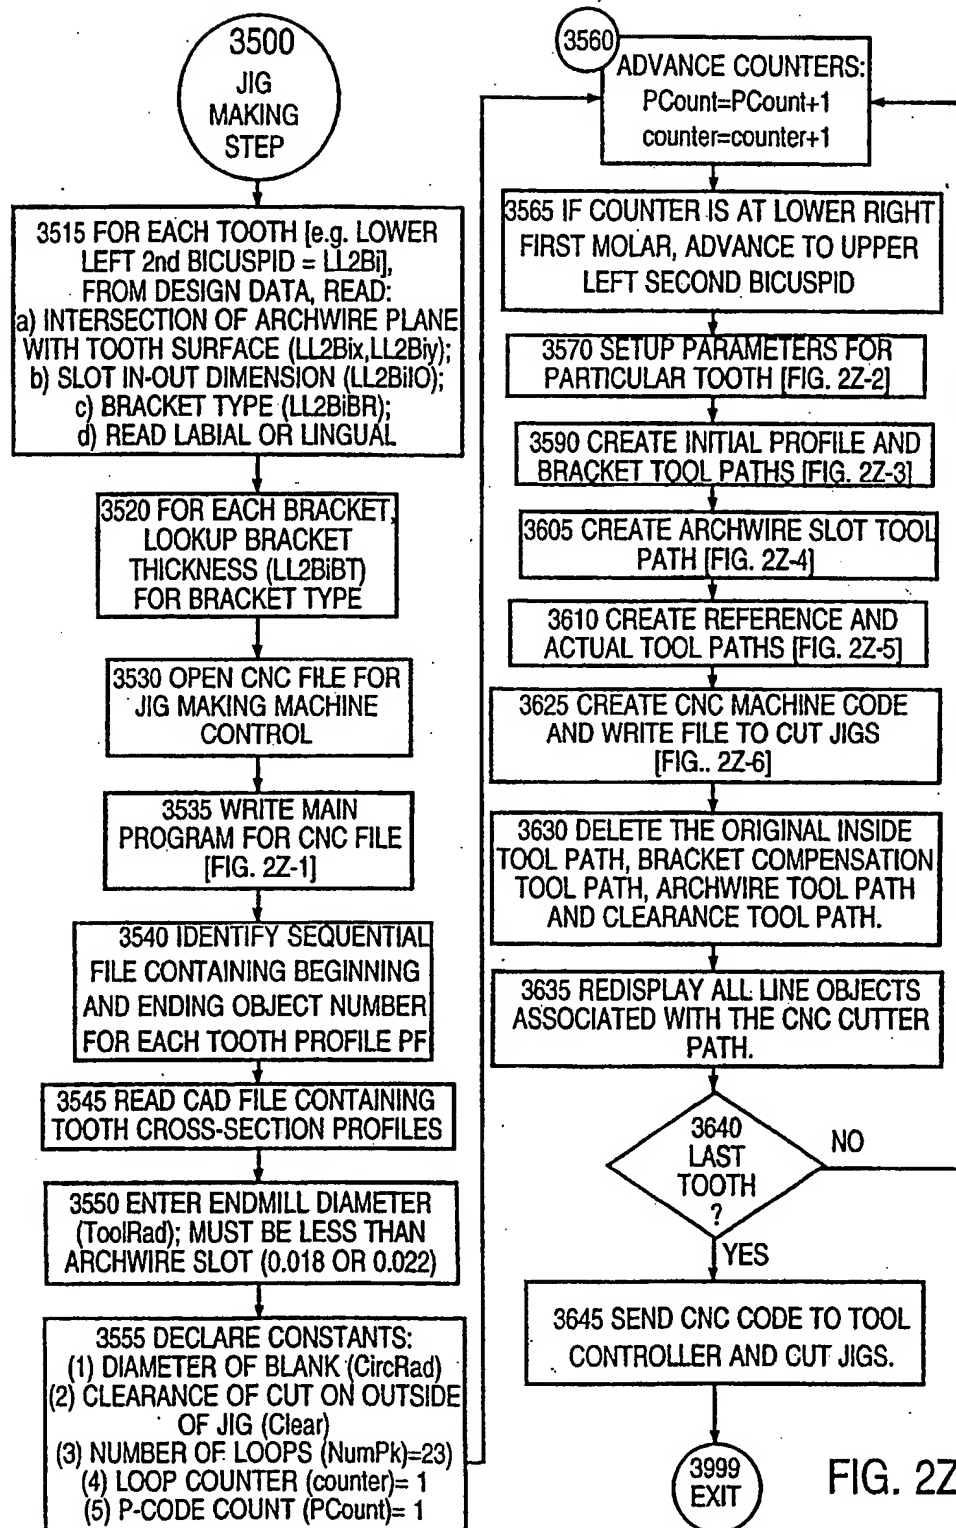 3500
JIG
MAKING
STEP
3515 FOR EACH TOOTH [e.g. LOWER
LEFT 2nd BICUSPID = LL2Bi],
FROM DESIGN DATA, READ:
a) INTERSECTION OF ARCHWIRE PLANE
WITH TOOTH SURFACE (LL2Bix,LL2Biy);
b) SLOT IN-OUT DIMENSION (LL2BiIO);
c) BRACKET TYPE (LL2BiBR);
d) READ LABIAL OR LINGUAL
3520 FOR EACH BRACKET,
LOOKUP BRACKET
THICKNESS (LL2BiBT)
FOR BRACKET TYPE
3530 OPEN CNC FILE FOR
JIG MAKING MACHINE
CONTROL
3535 WRITE MAIN
PROGRAM FOR CNC FILE
[FIG. 2Z-1]
3540 IDENTIFY SEQUENTIAL
FILE CONTAINING BEGINNING
AND ENDING OBJECT NUMBER
FOR EACH TOOTH PROFILE PF
3545 READ CAD FILE CONTAINING
TOOTH CROSS-SECTION PROFILES
3550 ENTER ENDMILL DIAMETER
(ToolRad); MUST BE LESS THAN
ARCHWIRE SLOT (0.018 OR 0.022)
3555 DECLARE CONSTANTS:
(1) DIAMETER OF BLANK (CircRad)
(2) CLEARANCE OF CUT ON OUTSIDE
OF JIG (Clear)
(3) NUMBER OF LOOPS (NumPk)=23)
(4) LOOP COUNTER (counter)= 1
(5) P-CODE COUNT (PCount)= 1
3560
ADVANCE COUNTERS:
PCount=PCount+1
counter=counter+1
3565 IF COUNTER IS AT LOWER RIGHT
FIRST MOLAR, ADVANCE TO UPPER
LEFT SECOND BICUSPID
3570 SETUP PARAMETERS FOR
PARTICULAR TOOTH [FIG. 2Z-2]
3590 CREATE INITIAL PROFILE AND
BRACKET TOOL PATHS [FIG. 2Z-3]
3605 CREATE ARCHWIRE SLOT TOOL
PATH [FIG. 2Z-4]
3610 CREATE REFERENCE AND
ACTUAL TOOL PATHS [FIG. 2Z-5]
3625 CREATE CNC MACHINE CODE
AND WRITE FILE TO CUT JIGS
[FIG.. 2Z-6]
3630 DELETE THE ORIGINAL INSIDE
TOOL PATH, BRACKET COMPENSATION
TOOL PATH, ARCHWIRE TOOL PATH
AND CLEARANCE TOOL PATH.
3635 REDISPLAY ALL LINE OBJECTS
ASSOCIATED WITH THE CNC CUTTER
PATH.
3640
LAST
TOOTH
?
NO
YES
3645 SEND CNC CODE TO TOOL
CONTROLLER AND CUT JIGS.
3999
EXIT
FIG. 2Z